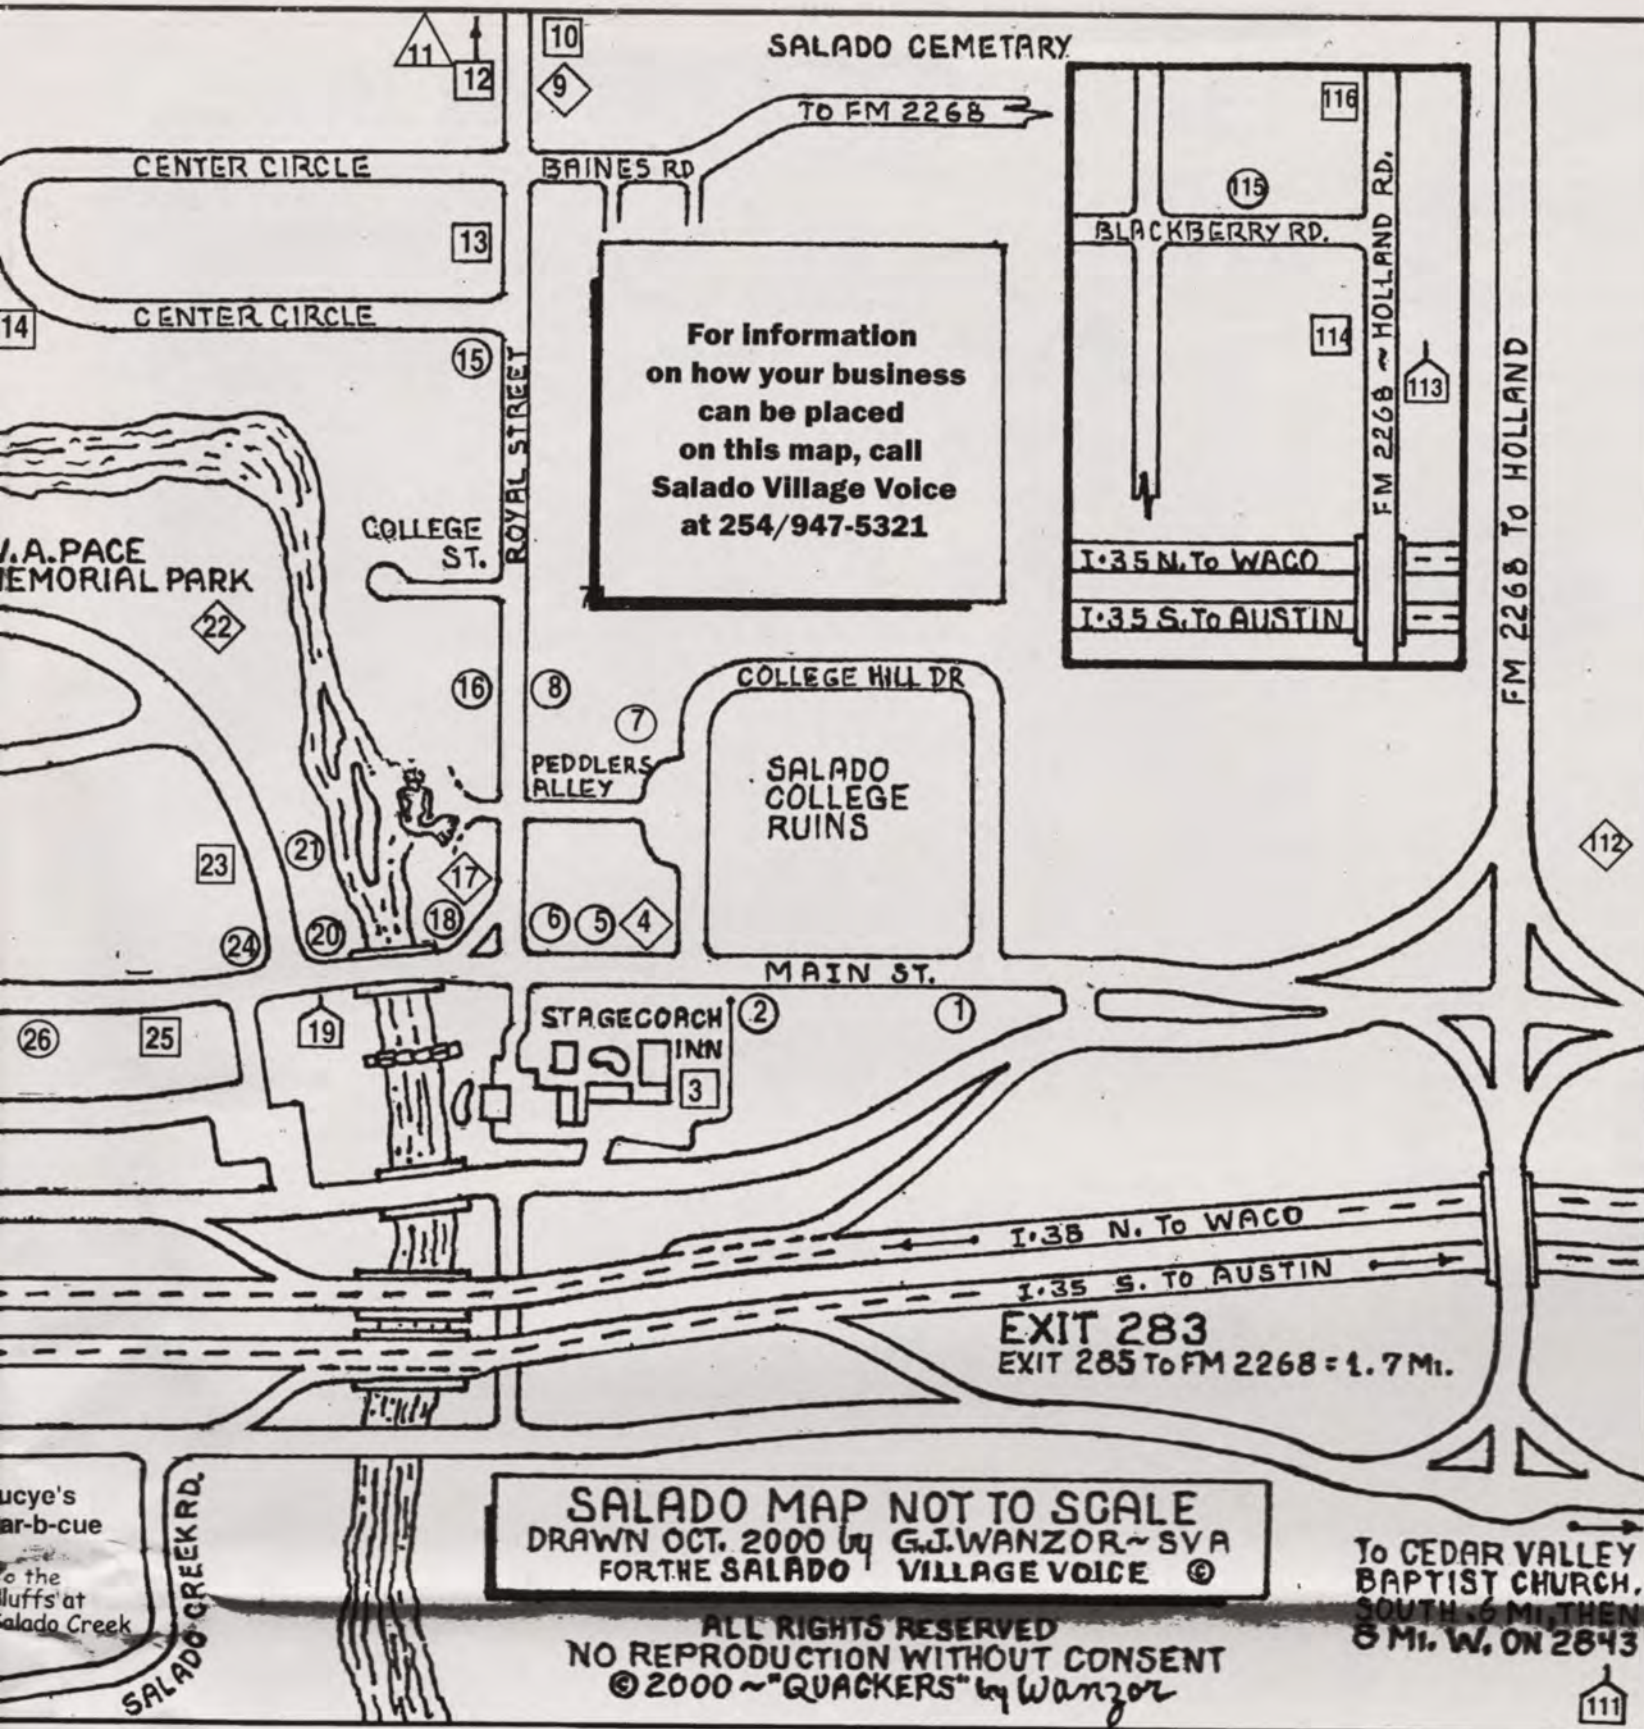 11
12
10
9
SALADO CEMETARY
TO FM 2268
116
CENTER CIRCLE
BAINES RD
115
BLACKBERRY RD.
13
14
CENTER CIRCLE
15
ROYAL STREET
For information
on how your business
can be placed
on this map, call
Salado Village Voice
at 254/947-5321
114
113
FM 2268 ~ HOLLAND RD.
FM 2268 TO HOLLAND
COLLEGE
ST.
.A. PACE
EMORIAL PARK
22
I·35 N. TO WACO
I·35 S. TO AUSTIN
7
16
8
7
COLLEGE HILL DR
PEDDLERS
ALLEY
SALADO
COLLEGE
RUINS
112
23
21
17
24
20
18
6
5
4
MAIN ST.
26
25
19
STAGECOACH
INN
3
2
1
I·38 N. TO WACO
I·35 S. TO AUSTIN
EXIT 283
EXIT 285 TO FM 2268 = 1.7 MI.
ucye's
ar-b-cue
o the
luffs at
alado Creek
SALADO CREEK RD.
SALADO MAP NOT TO SCALE
DRAWN OCT. 2000 by G.J. WANZOR ~ SVA
FOR THE SALADO VILLAGE VOICE ©
ALL RIGHTS RESERVED
NO REPRODUCTION WITHOUT CONSENT
© 2000 ~ "QUACKERS" by Wanzor
TO CEDAR VALLEY
BAPTIST CHURCH.
SOUTH .6 MI, THEN
8 MI. W. ON 2843
111